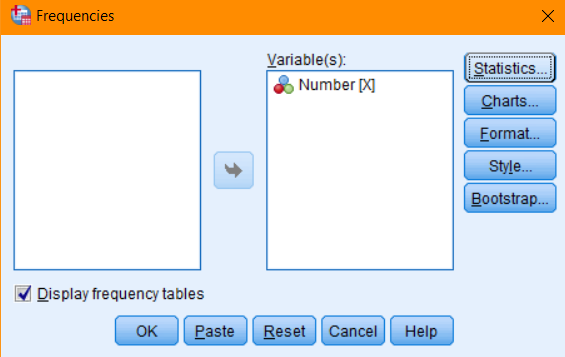 Frequencies
Variable(s):
Number [X]
Statistics...
Charts...
Format...
Style...
Bootstrap...
Display frequency tables
OK Paste Reset Cancel Help